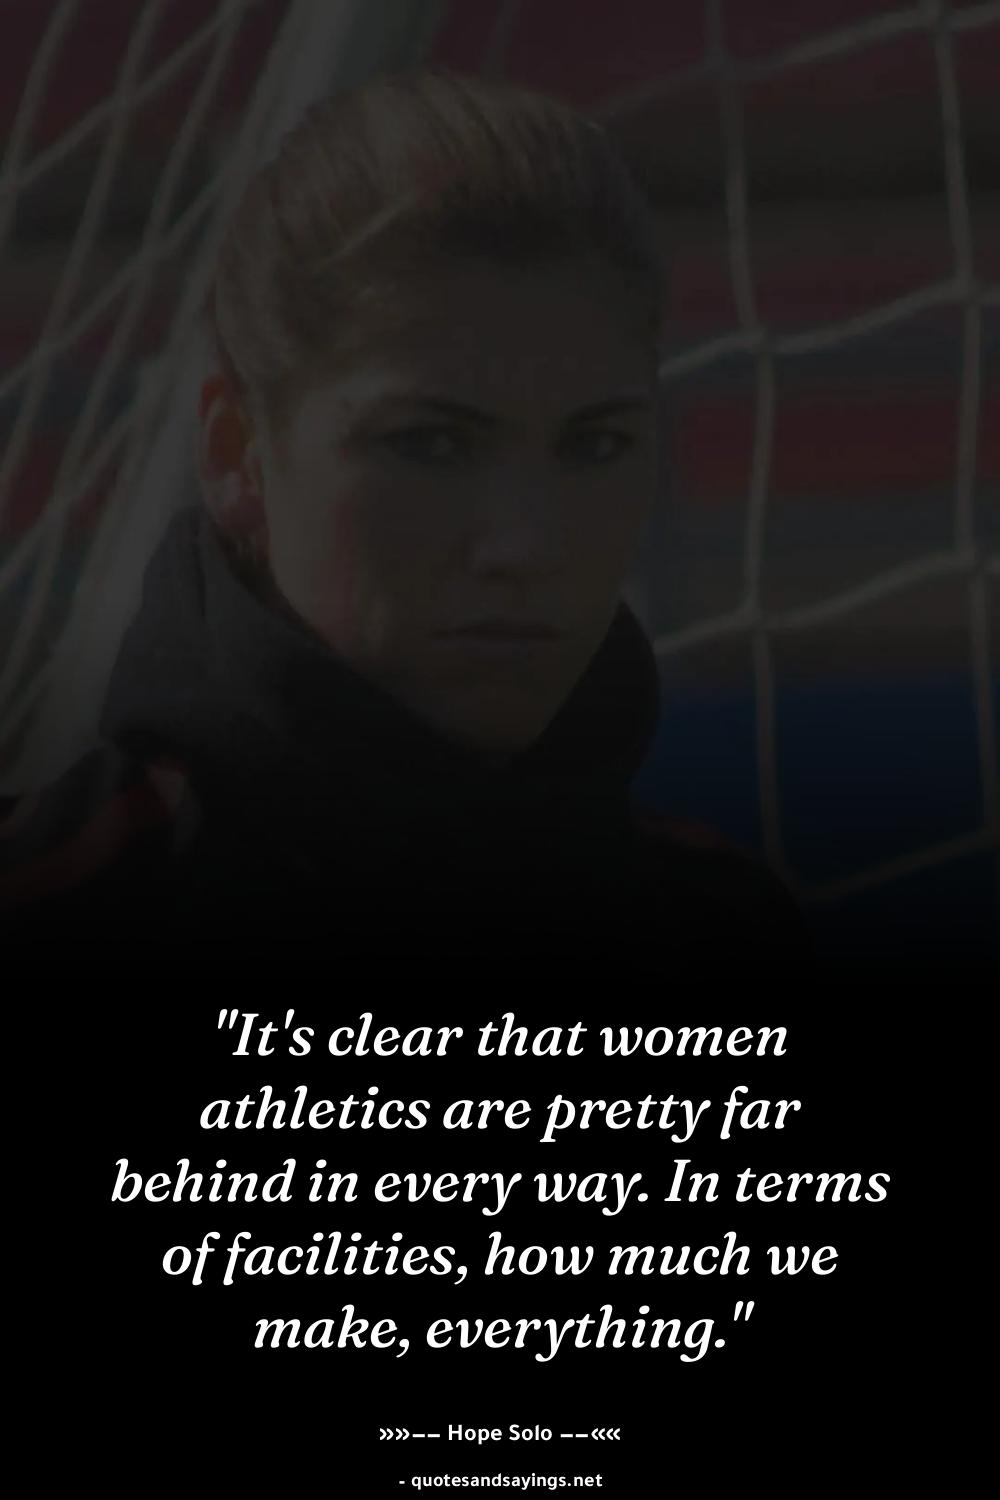 "It's clear that women
athletics are pretty far
behind in every way. In terms
of facilities, how much we
make, everything."
»»−− Hope Solo −−««
- quotesandsayings.net